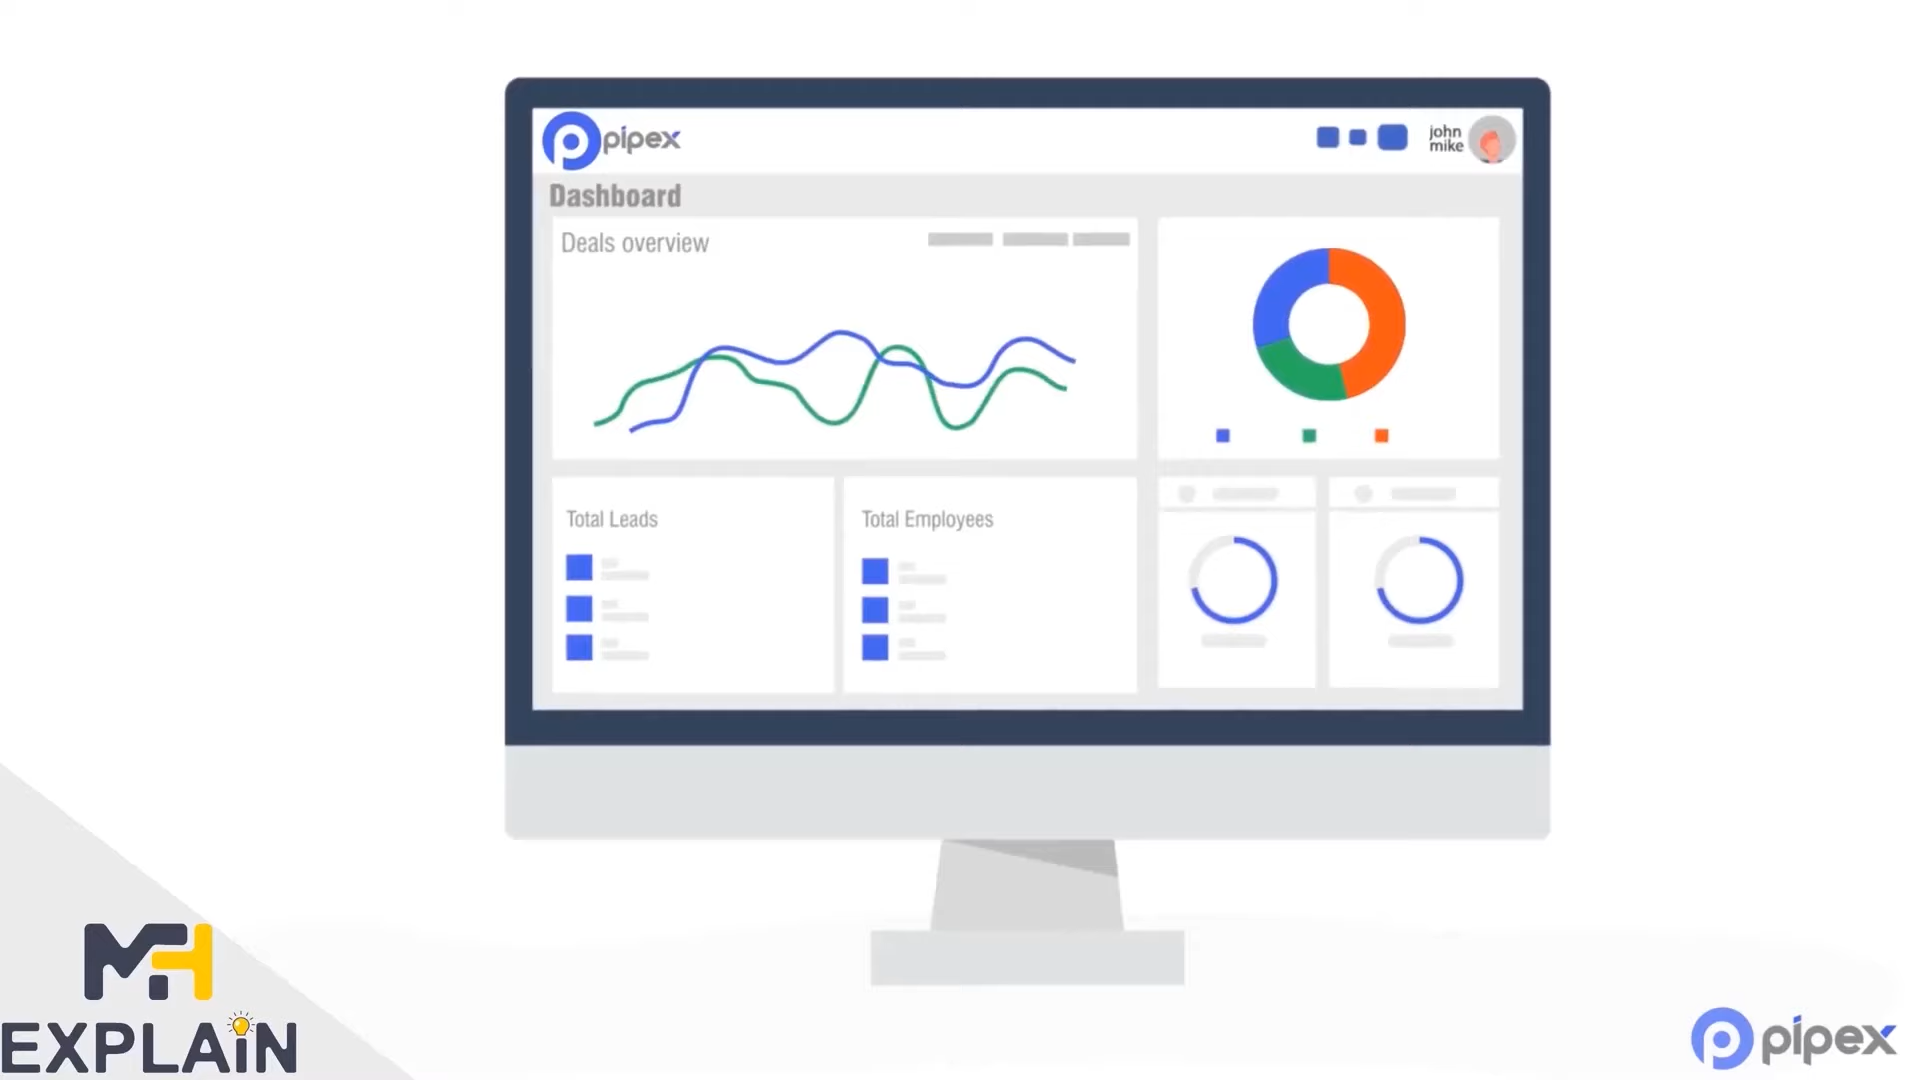 pipex
john
mike
Dashboard
Deals overview
Total Leads
Total Employees
MH
EXPLAiN
pipex